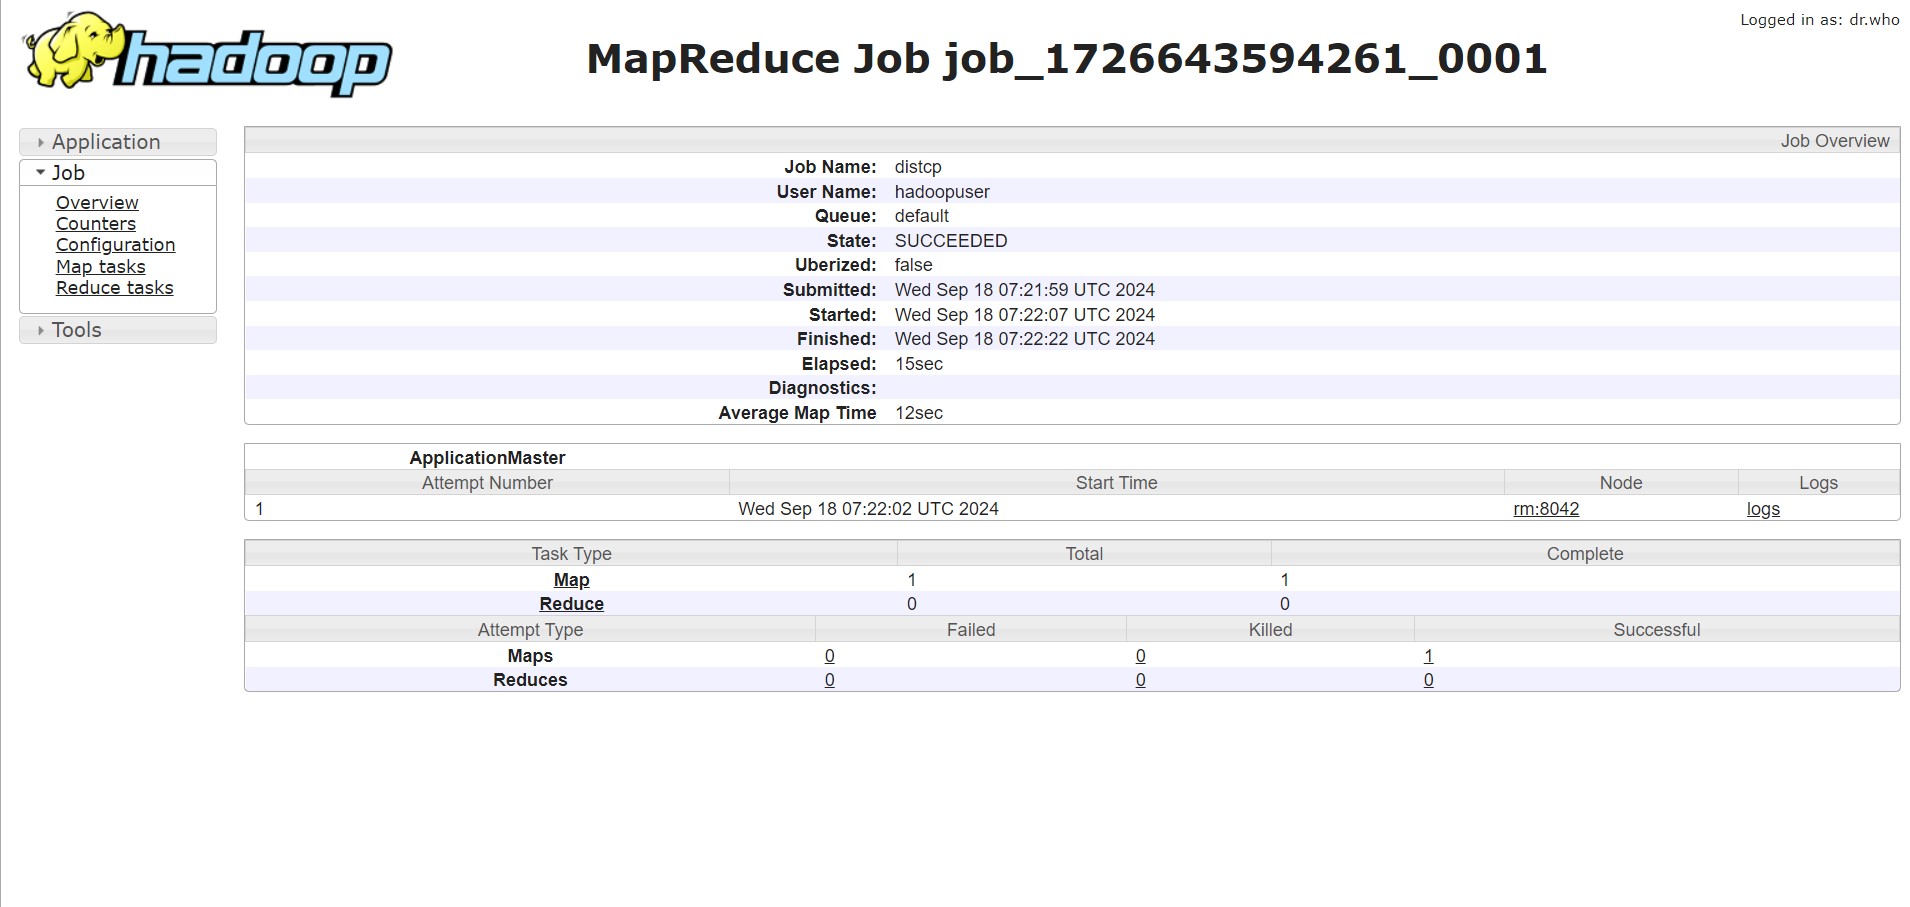 Logged in as: dr.who
hadoop
MapReduce Job job_1726643594261_0001
Application
Job
Overview
Counters
Configuration
Map tasks
Reduce tasks
Tools
Job Overview
Job Name: distcp
User Name: hadoopuser
Queue: default
State: SUCCEEDED
Uberized: false
Submitted: Wed Sep 18 07:21:59 UTC 2024
Started: Wed Sep 18 07:22:07 UTC 2024
Finished: Wed Sep 18 07:22:22 UTC 2024
Elapsed: 15sec
Diagnostics:
Average Map Time 12sec
ApplicationMaster
Attempt Number Start Time Node Logs
1 Wed Sep 18 07:22:02 UTC 2024 rm:8042 logs
Task Type Total Complete
Map 1 1
Reduce 0 0
Attempt Type Failed Killed Successful
Maps 0 0 1
Reduces 0 0 0